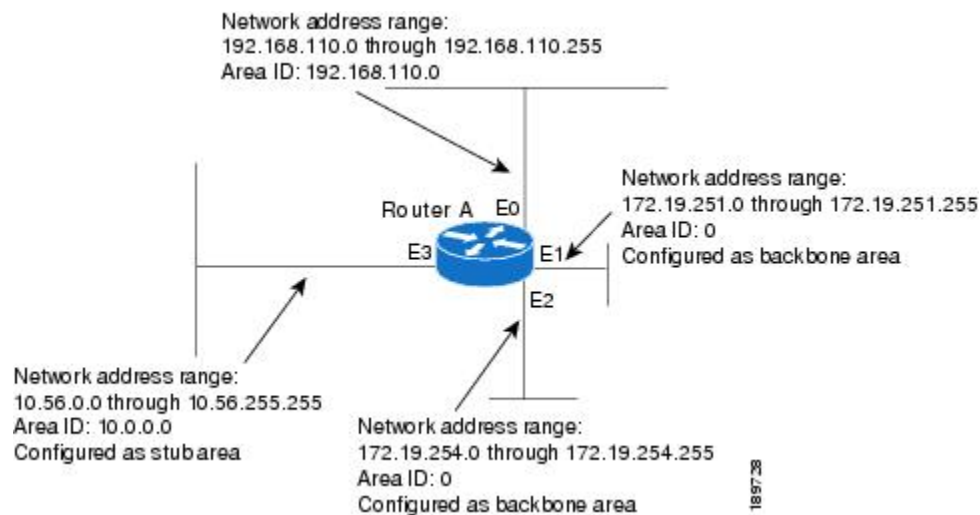 Network address range:
192.168.110.0 through 192.168.110.255
Area ID: 192.168.110.0
Network address range:
172.19.251.0 through 172.19.251.255
Area ID: 0
Configured as backbone area
Router A
E0
E3
E1
E2
Network address range:
10.56.0.0 through 10.56.255.255
Area ID: 10.0.0.0
Configured as stub area
Network address range:
172.19.254.0 through 172.19.254.255
Area ID: 0
Configured as backbone area
189728